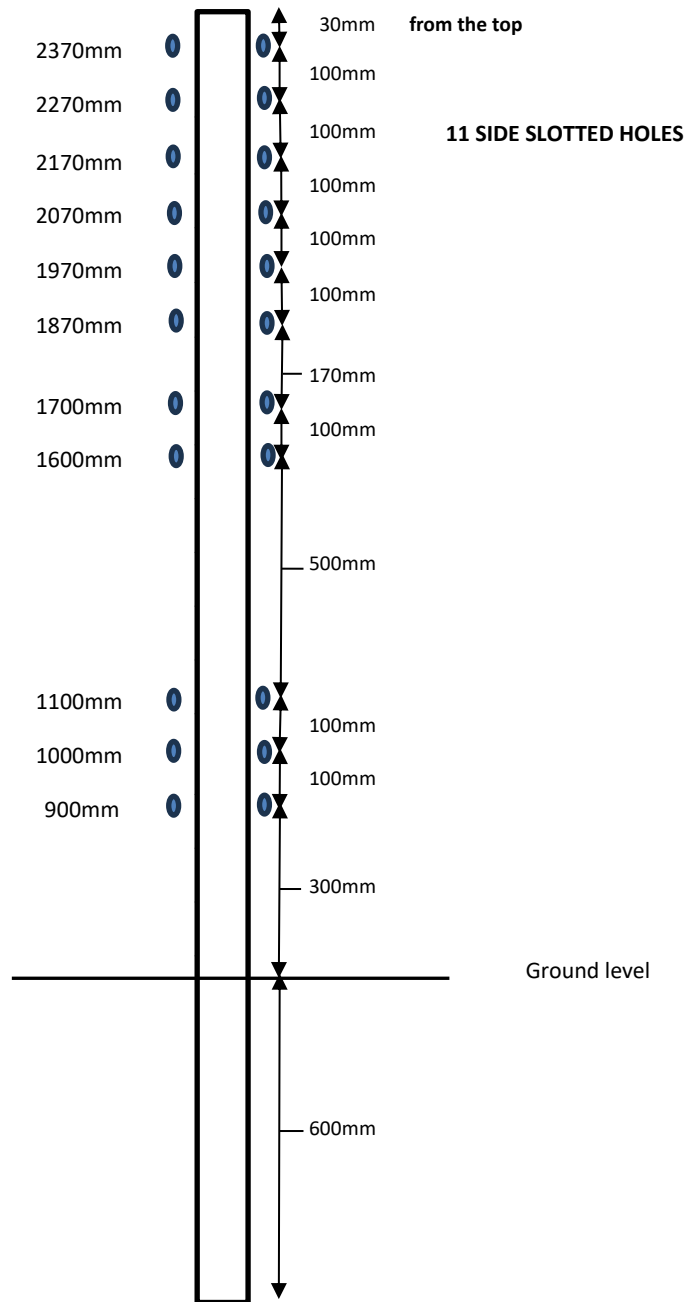 30mm from the top
2370mm
100mm
2270mm
100mm 11 SIDE SLOTTED HOLES
2170mm
100mm
2070mm
100mm
1970mm
100mm
1870mm
170mm
1700mm
100mm
1600mm
500mm
1100mm
100mm
1000mm
100mm
900mm
300mm
Ground level
600mm